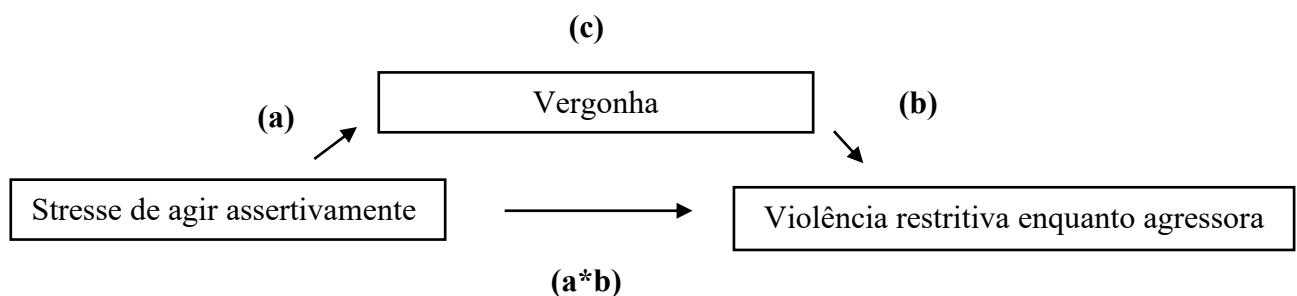 (c)
Vergonha
(a)
(b)
Stresse de agir assertivamente
Violência restritiva enquanto agressora
(a*b)